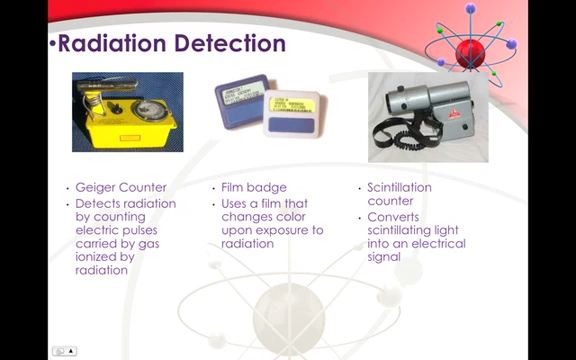 •Radiation Detection
• Geiger Counter
• Detects radiation
by counting
electric pulses
carried by gas
ionized by
radiation
• Film badge
• Uses a film that
changes color
upon exposure to
radiation
• Scintillation
counter
• Converts
scintillating light
into an electrical
signal